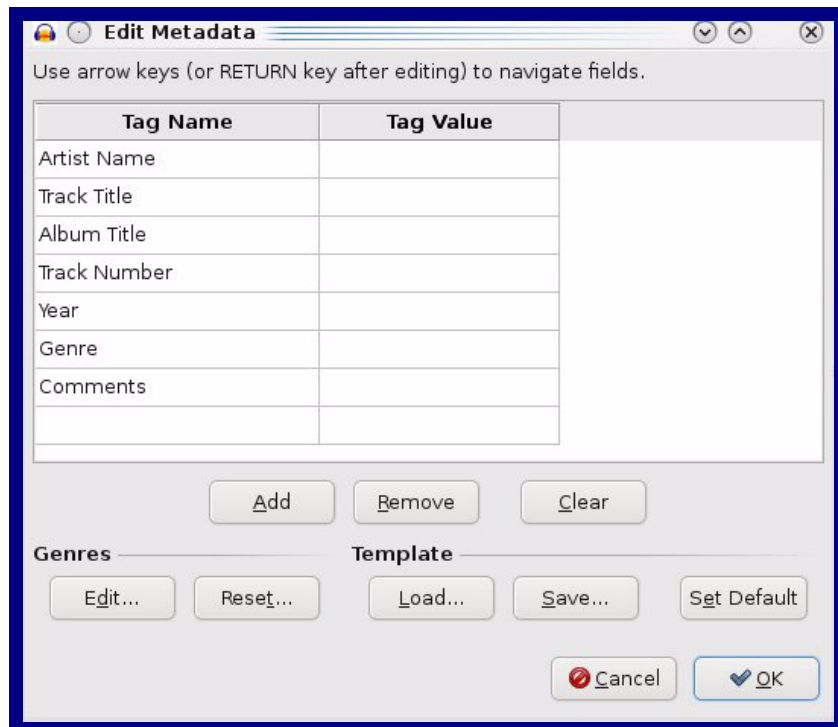 Edit Metadata
Use arrow keys (or RETURN key after editing) to navigate fields.
Tag Name Tag Value
Artist Name
Track Title
Album Title
Track Number
Year
Genre
Comments
Add Remove Clear
Genres Template
Edit... Reset... Load... Save... Set Default
Cancel OK